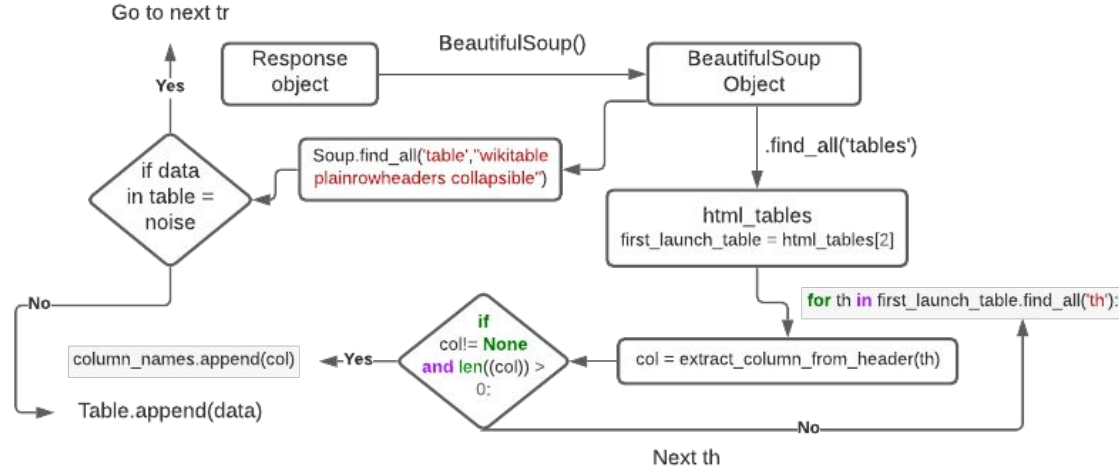 Go to next tr
BeautifulSoup()
Response
object
BeautifulSoup
Object
Yes
if data
in table =
noise
Soup.find_all('table',"wikitable
plainrowheaders collapsible")
.find_all('tables')
html_tables
first_launch_table = html_tables[2]
No
for th in first_launch_table.find_all('th'):
if
col!= None
and len((col)) >
0:
column_names.append(col)
Yes
col = extract_column_from_header(th)
Table.append(data)
No
Next th